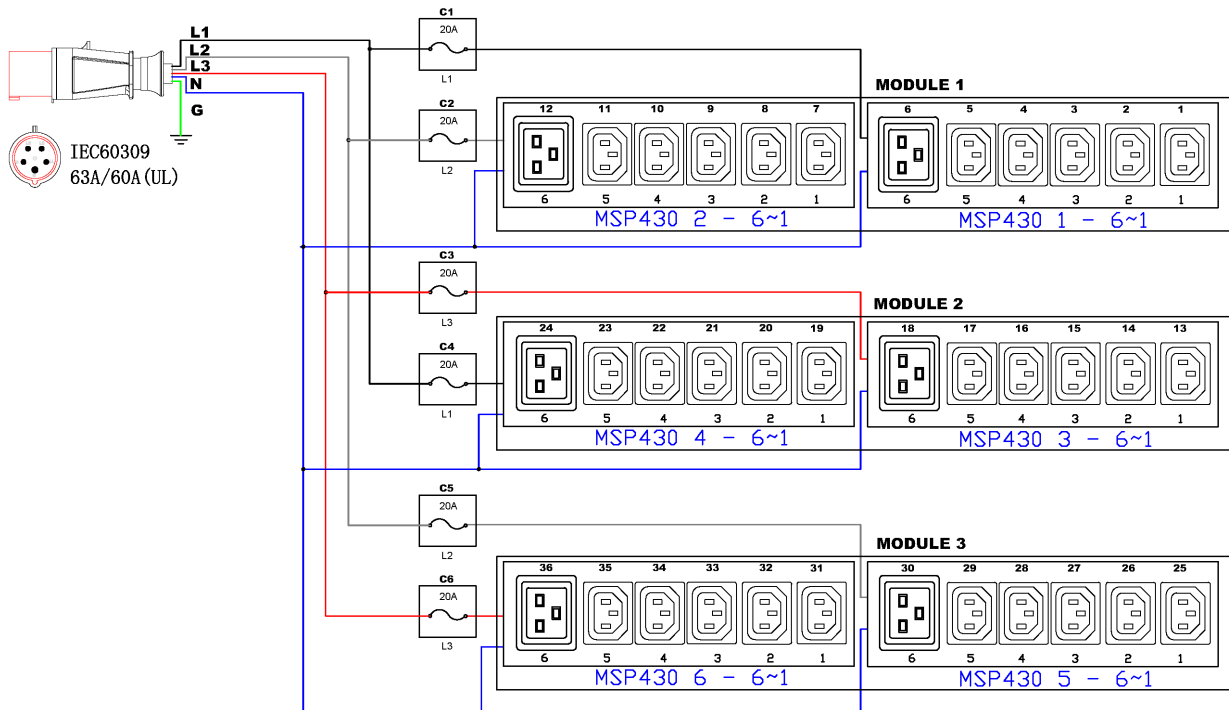 L1
L2
L3
N
G
IEC60309
63A/60A(UL)
C1
20A
L1
C2
20A
L2
MODULE 1
12 11 10 9 8 7
6 5 4 3 2 1
MSP430 2 - 6~1
6 5 4 3 2 1
6 5 4 3 2 1
MSP430 1 - 6~1
C3
20A
L3
C4
20A
L1
MODULE 2
24 23 22 21 20 19
6 5 4 3 2 1
MSP430 4 - 6~1
18 17 16 15 14 13
6 5 4 3 2 1
MSP430 3 - 6~1
C5
20A
L2
C6
20A
L3
MODULE 3
36 35 34 33 32 31
6 5 4 3 2 1
MSP430 6 - 6~1
30 29 28 27 26 25
6 5 4 3 2 1
MSP430 5 - 6~1